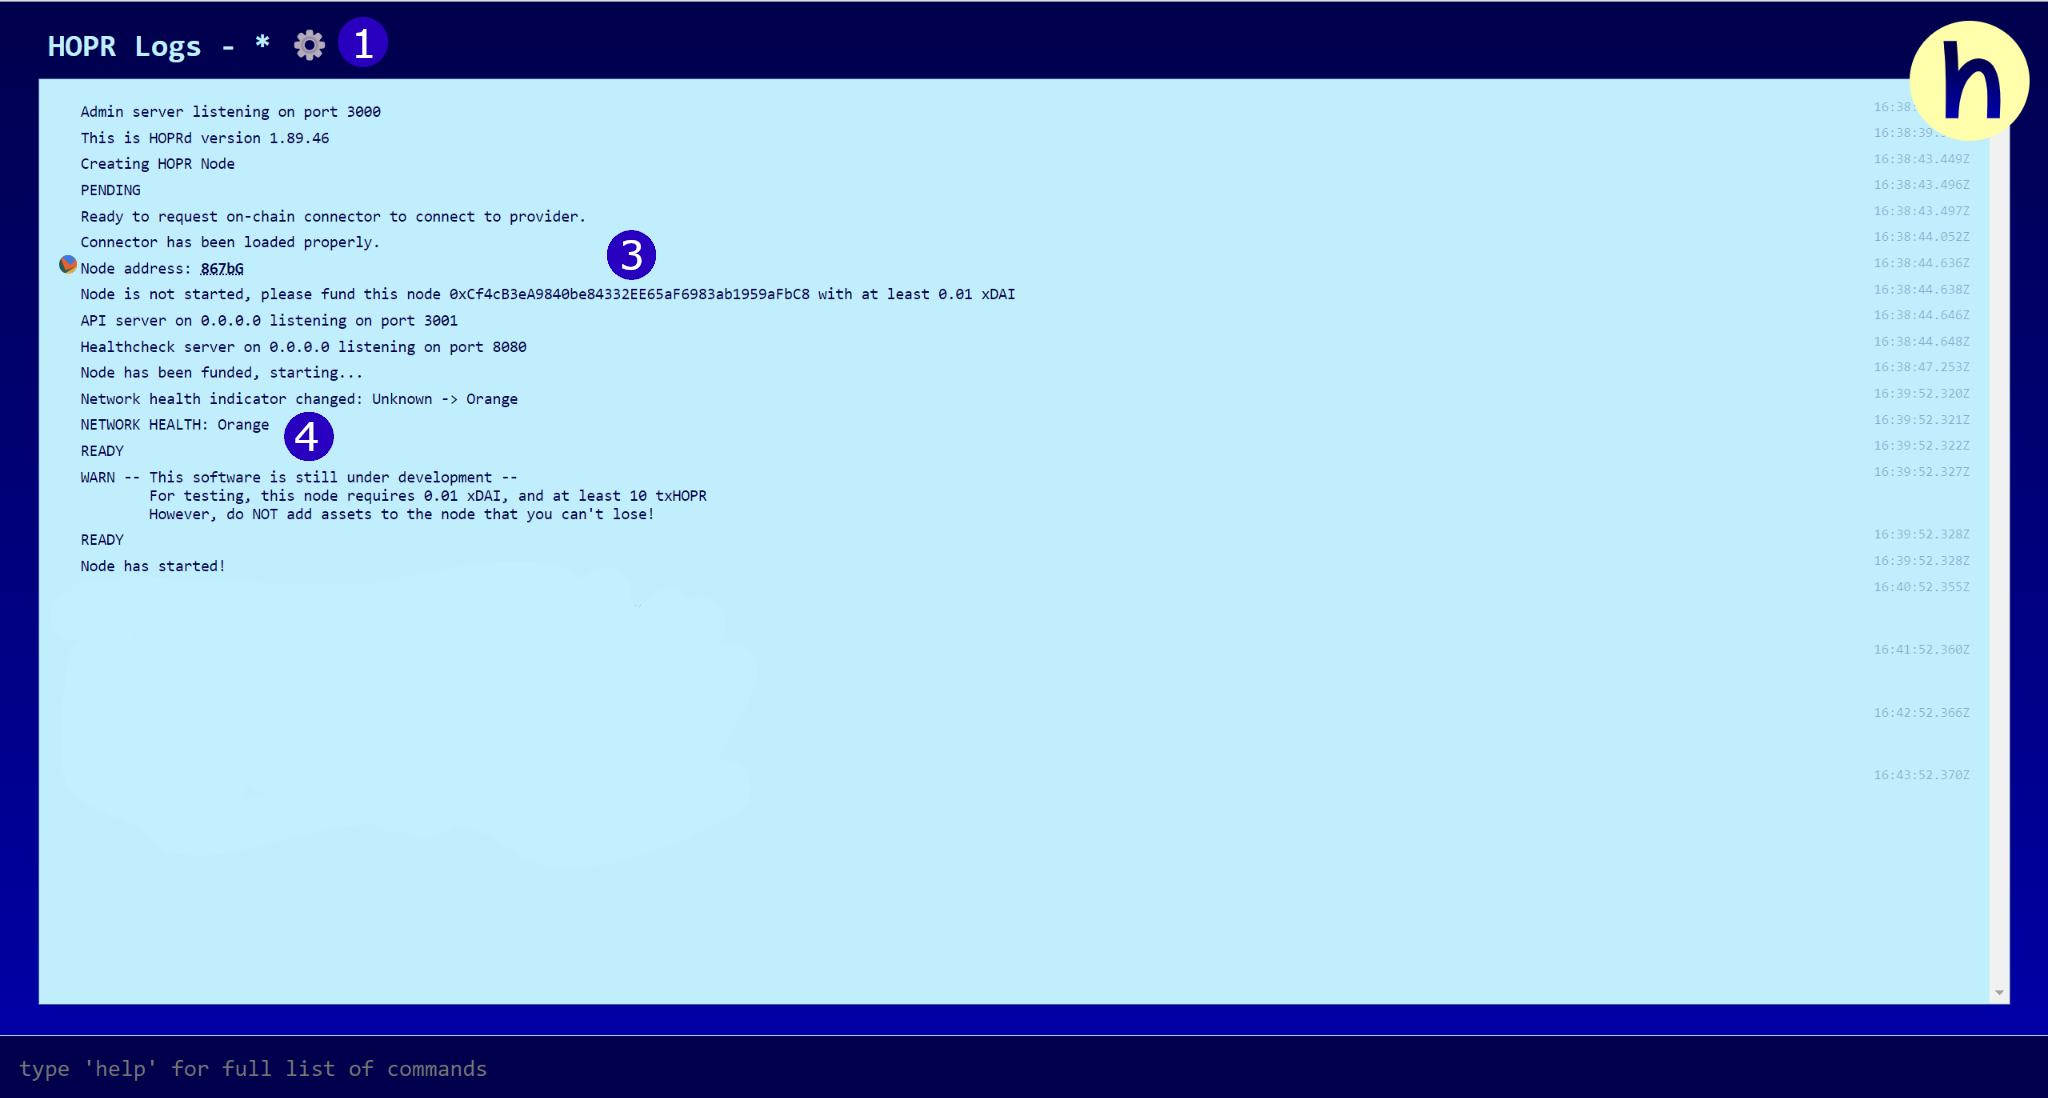 HOPR Logs - * 1
h
Admin server listening on port 3000 16:38:
This is HOPRd version 1.89.46 16:38:39.
Creating HOPR Node 16:38:43.449Z
PENDING 16:38:43.496Z
Ready to request on-chain connector to connect to provider. 16:38:43.497Z
Connector has been loaded properly. 16:38:44.052Z
3
Node address: 867bG 16:38:44.636Z
Node is not started, please fund this node 0xCf4cB3eA9840be84332EE65aF6983ab1959aFbC8 with at least 0.01 xDAI 16:38:44.638Z
API server on 0.0.0.0 listening on port 3001 16:38:44.646Z
Healthcheck server on 0.0.0.0 listening on port 8080 16:38:44.648Z
Node has been funded, starting... 16:38:47.253Z
Network health indicator changed: Unknown -> Orange 16:39:52.320Z
NETWORK HEALTH: Orange 16:39:52.321Z
4
READY 16:39:52.322Z
WARN -- This software is still under development -- 16:39:52.327Z
For testing, this node requires 0.01 xDAI, and at least 10 txHOPR
However, do NOT add assets to the node that you can't lose!
READY 16:39:52.328Z
Node has started! 16:39:52.328Z
16:40:52.355Z
16:41:52.360Z
16:42:52.366Z
16:43:52.370Z
type 'help' for full list of commands